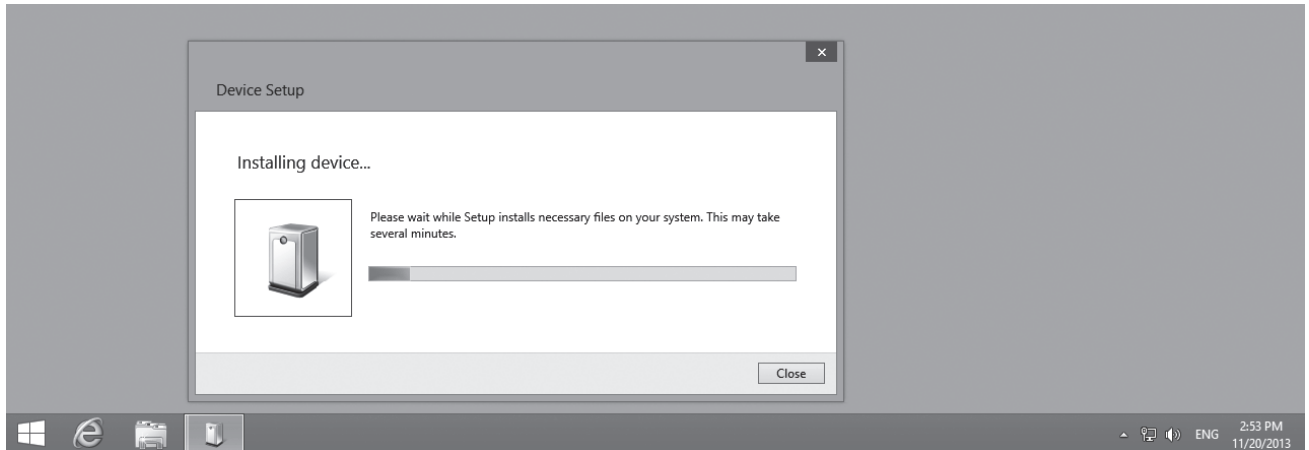 Device Setup
Installing device...
Please wait while Setup installs necessary files on your system. This may take
several minutes.
Close
ENG
2:53 PM
11/20/2013